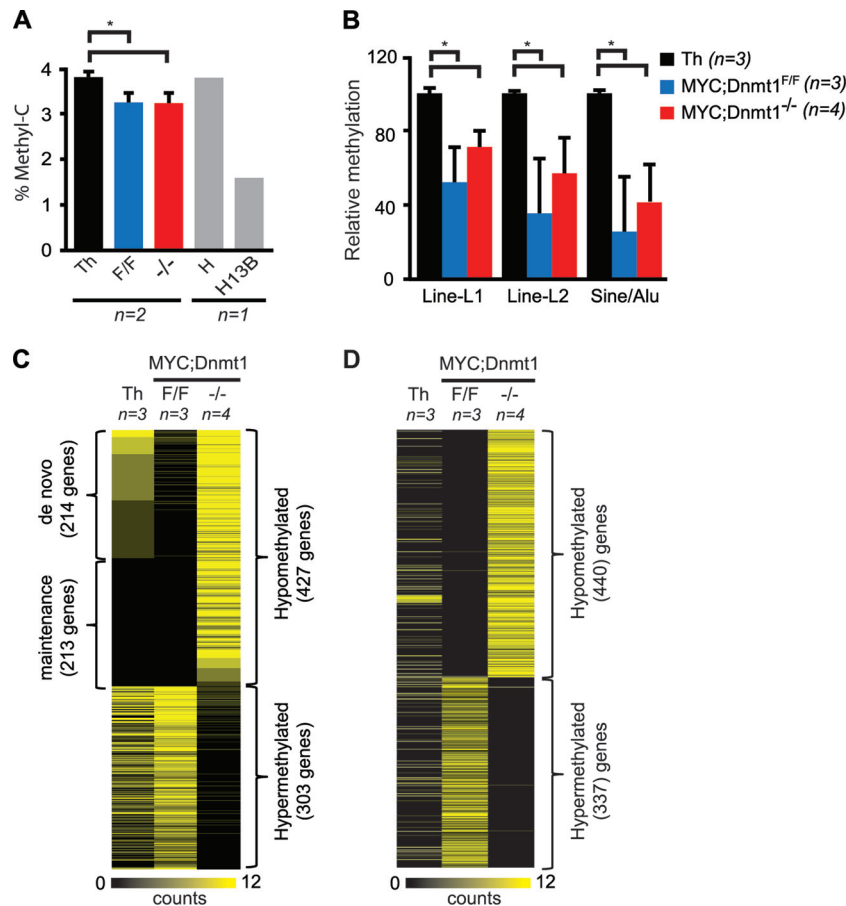 A
*
% Methyl-C
4
3
2
1
0
Th
F/F
-/-
H
H13B
n=2
n=1
B
Relative methylation
120
80
40
0
*
*
*
Line-L1
Line-L2
Sine/Alu
Th (n=3)
MYC;Dnmt1F/F (n=3)
MYC;Dnmt1-/- (n=4)
C
MYC;Dnmt1
Th F/F -/-
n=3 n=3 n=4
de novo
(214 genes)
maintenance
(213 genes)
Hypomethylated
(427 genes)
Hypermethylated
(303 genes)
0 12
counts
D
MYC;Dnmt1
Th F/F -/-
n=3 n=3 n=4
Hypomethylated
(440) genes
Hypermethylated
(337) genes
0 12
counts